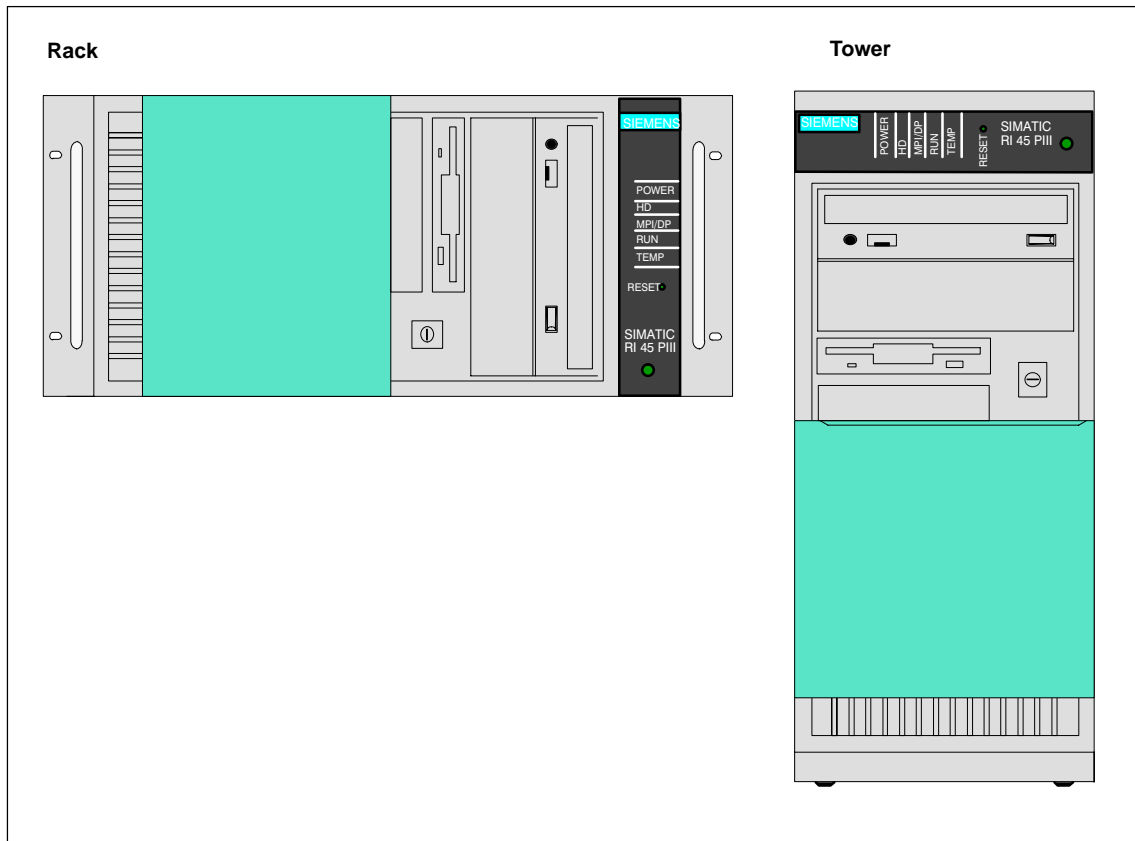 Rack
SIEMENS
POWER
HD
MPI/DP
RUN
TEMP
RESET
SIMATIC
RI 45 PIII
Tower
SIEMENS
POWER
HD
MPI/DP
RUN
TEMP
RESET
SIMATIC
RI 45 PIII